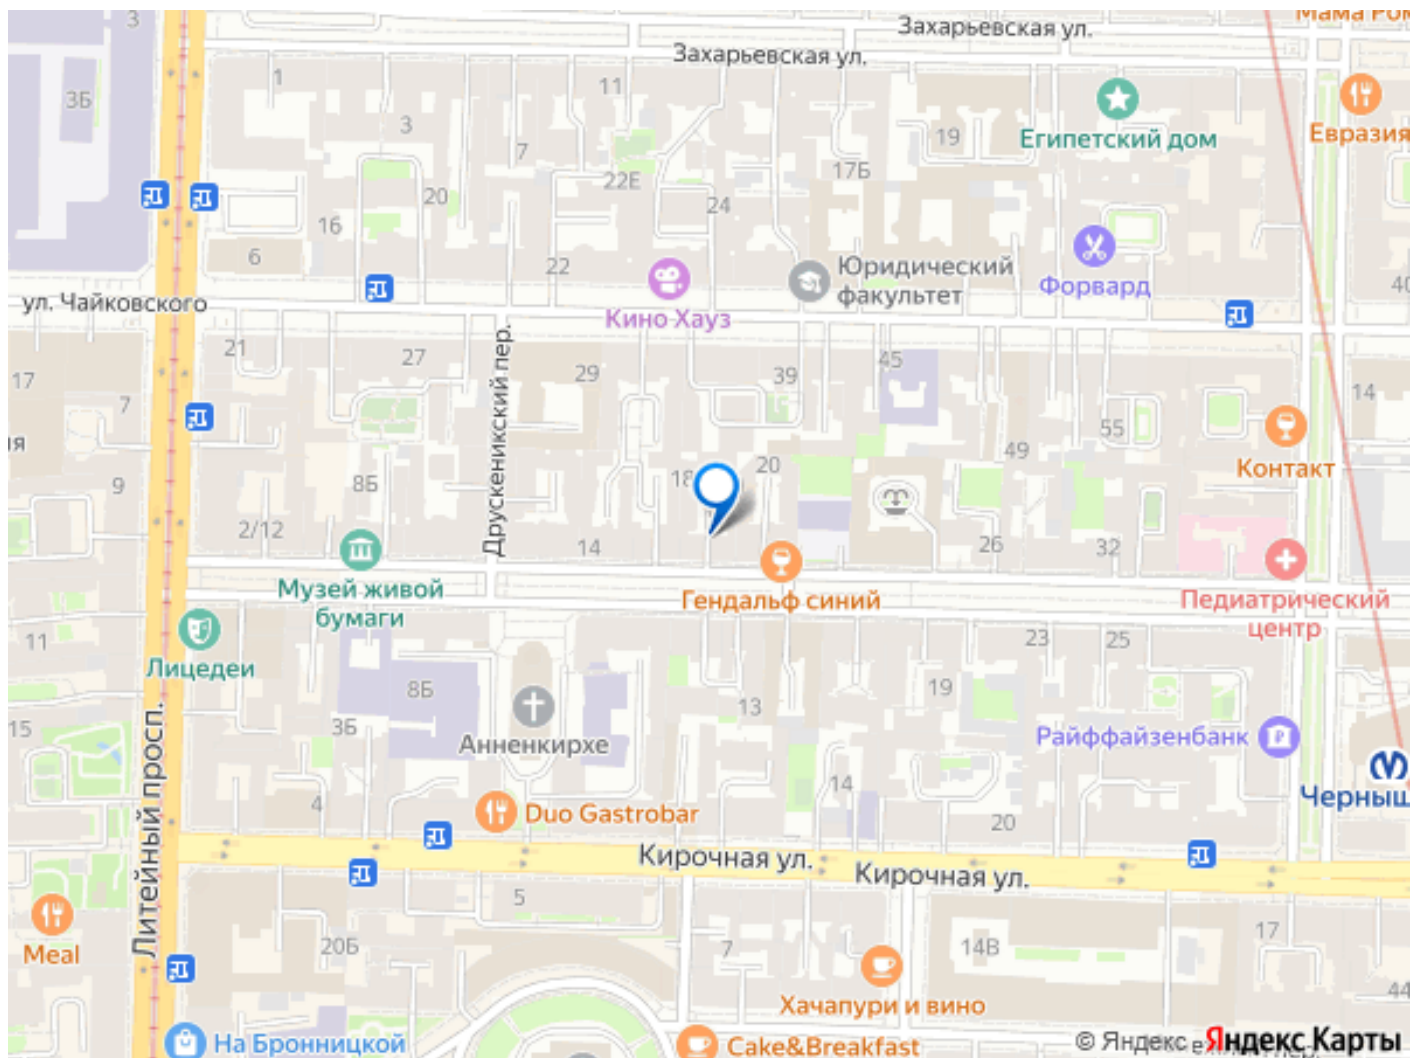 3
Захарьевская ул.
Мама Ром
Захарьевская ул.
1
11
3Б
3
7
19
Египетский дом
Евразия
22Е
17Б
20
24
16
6
22
Юридический
факультет
Форвард
40
ул. Чайковского
Кино Хауз
21
27
29
39
45
17
7
14
Друскеникский пер.
55
я
49
Контакт
9
8Б
18
20
2/12
14
26
32
Музей живой
бумаги
Гендальф синий
Педиатрический
центр
11
Лицедеи
23
25
8Б
13
19
15
3Б
Анненкирхе
Райффайзенбанк
Литейный просп.
4
14
Черныш
Duo Gastrobar
20
Кирочная ул.
Кирочная ул.
5
Meal
20Б
7
14В
17
44
Хачапури и вино
На Бронницкой
Cake&Breakfast
© Яндекс
Яндекс Карты